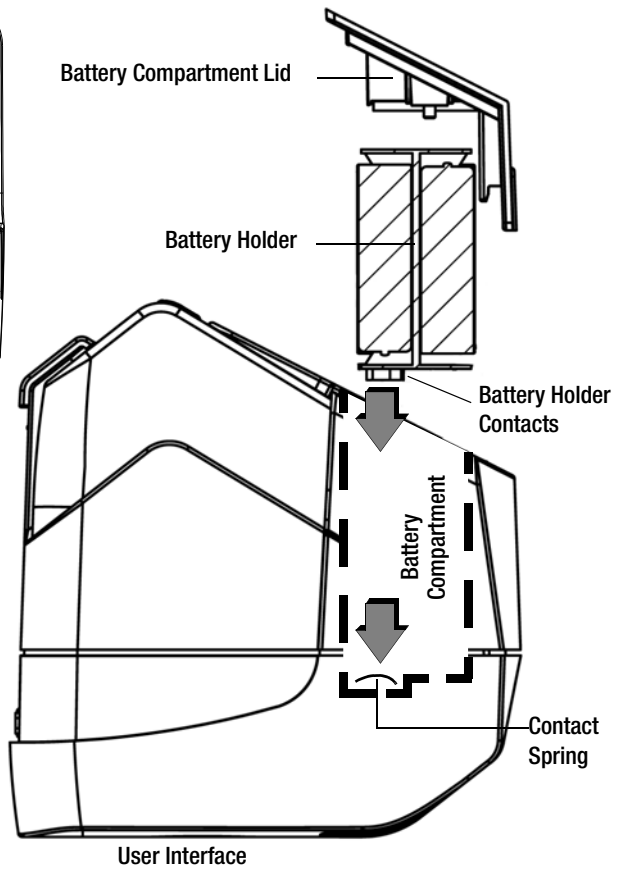 Battery Compartment Lid
Battery Holder
Battery Holder
Contacts
Battery
Compartment
Contact
Spring
User Interface